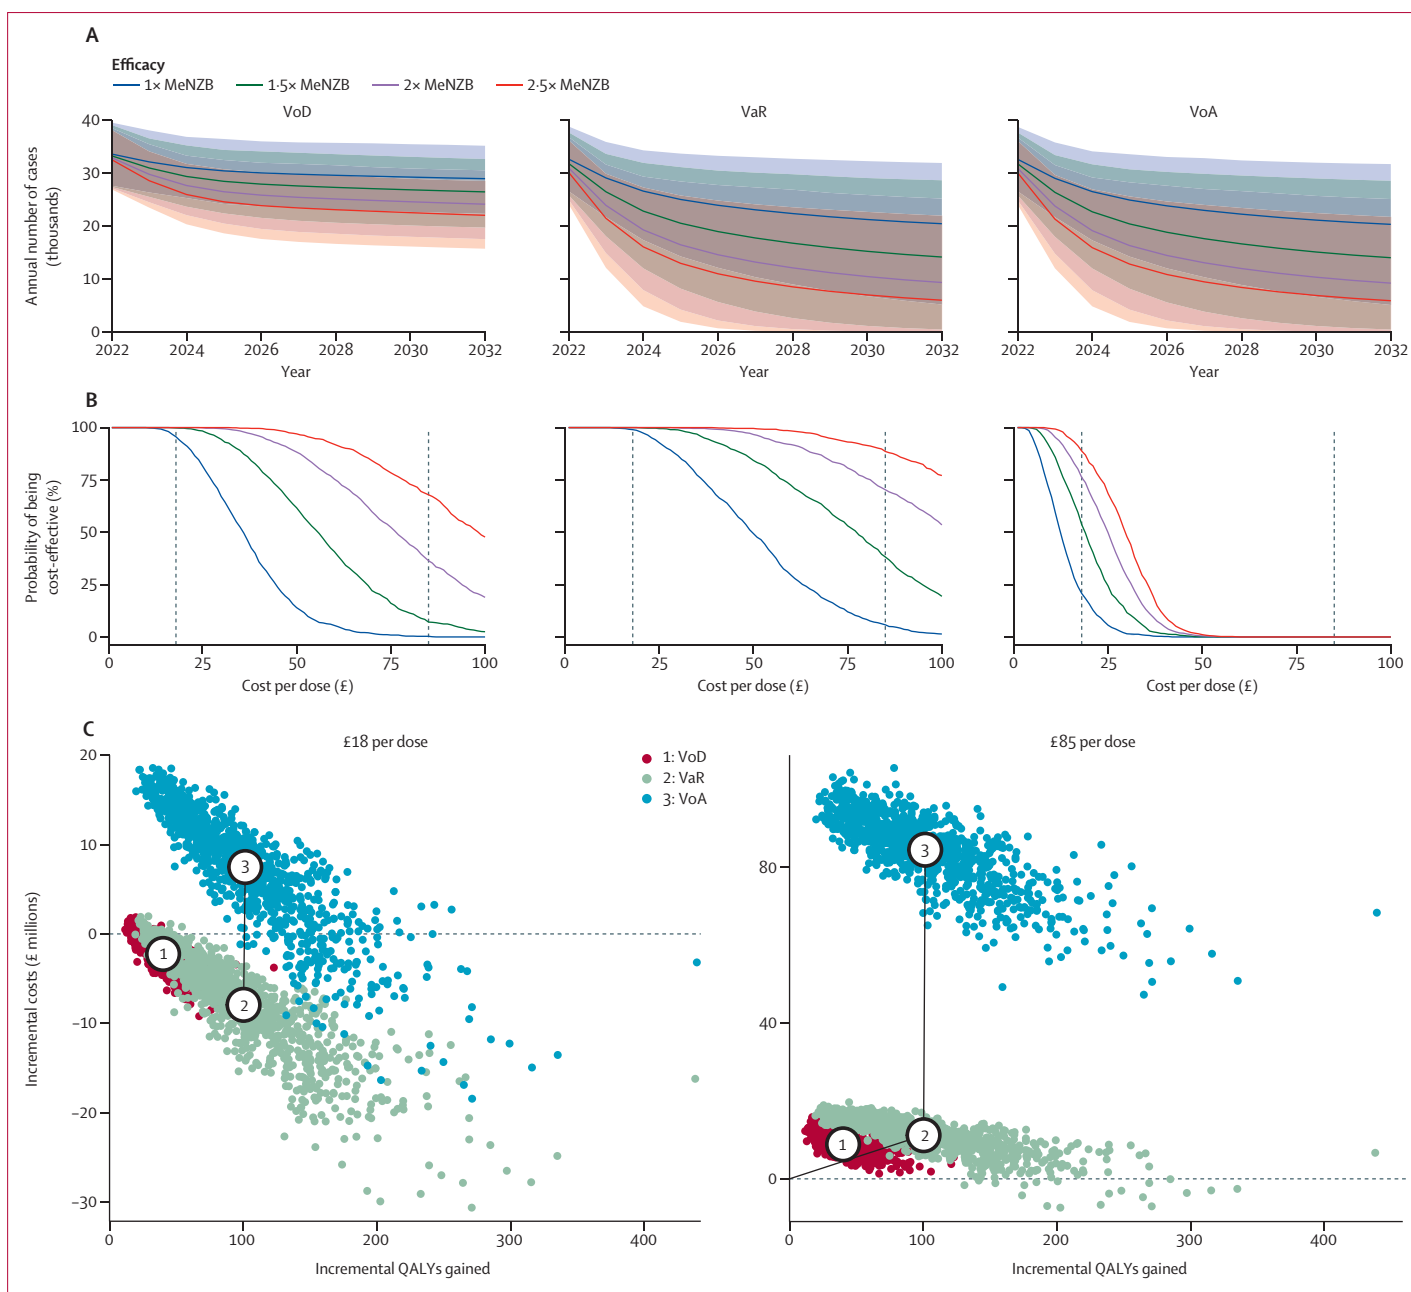 A
Efficacy
1× MeNZB 1·5× MeNZB 2× MeNZB 2·5× MeNZB
VoD VaR VoA
Annual number of cases
(thousands)
40
30
20
10
0
2022 2024 2026 2028 2030 2032
Year
2022 2024 2026 2028 2030 2032
Year
2022 2024 2026 2028 2030 2032
Year
B
Probability of being
cost-effective (%)
100
75
50
25
0
0 25 50 75 100
Cost per dose (£)
0 25 50 75 100
Cost per dose (£)
0 25 50 75 100
Cost per dose (£)
C
£18 per dose
1: VoD
2: VaR
3: VoA
Incremental costs (£ millions)
20
10
0
−10
−20
−30
3
1
2
0 100 200 300 400
Incremental QALYs gained
£85 per dose
80
40
0
3
2
1
0 100 200 300 400
Incremental QALYs gained